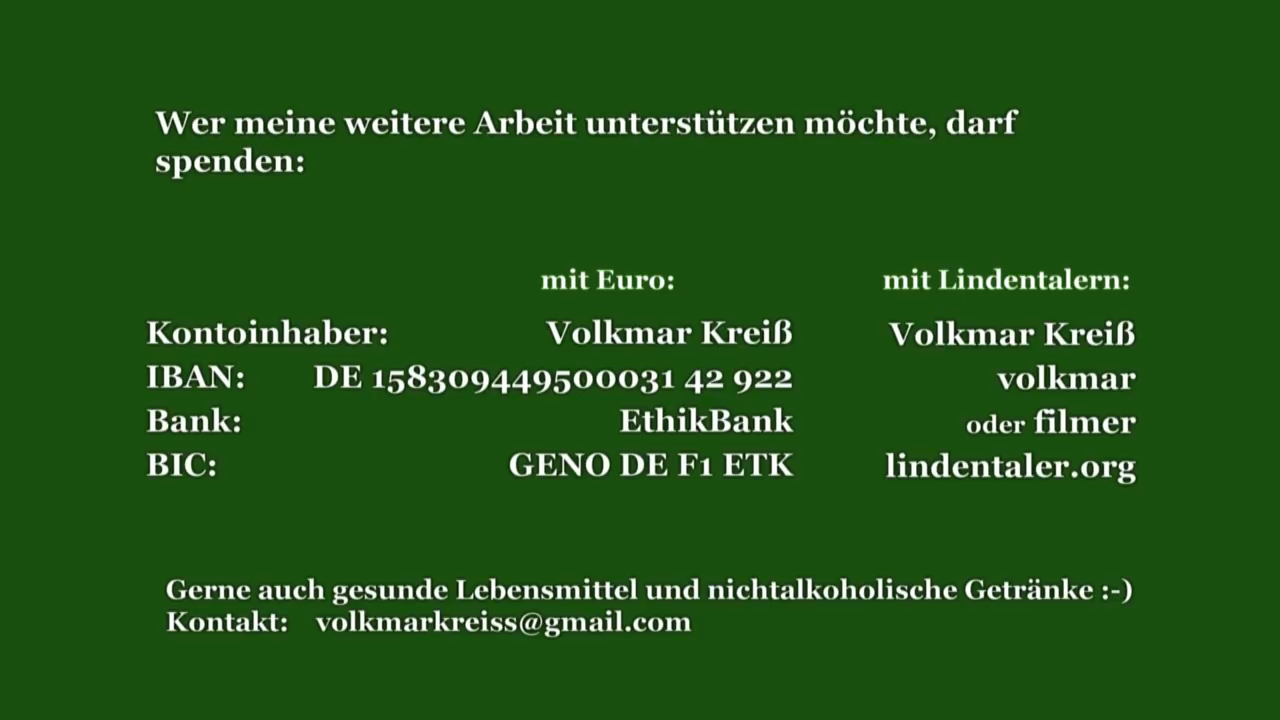 Wer meine weitere Arbeit unterstützen möchte, darf
spenden:
mit Euro: mit Lindentalern:
Kontoinhaber: Volkmar Kreiß Volkmar Kreiß
IBAN: DE 158309449500031 42 922 volkmar
Bank: EthikBank oder filmer
BIC: GENO DE F1 ETK lindentaler.org
Gerne auch gesunde Lebensmittel und nichtalkoholische Getränke :-)
Kontakt: volkmarkreiss@gmail.com